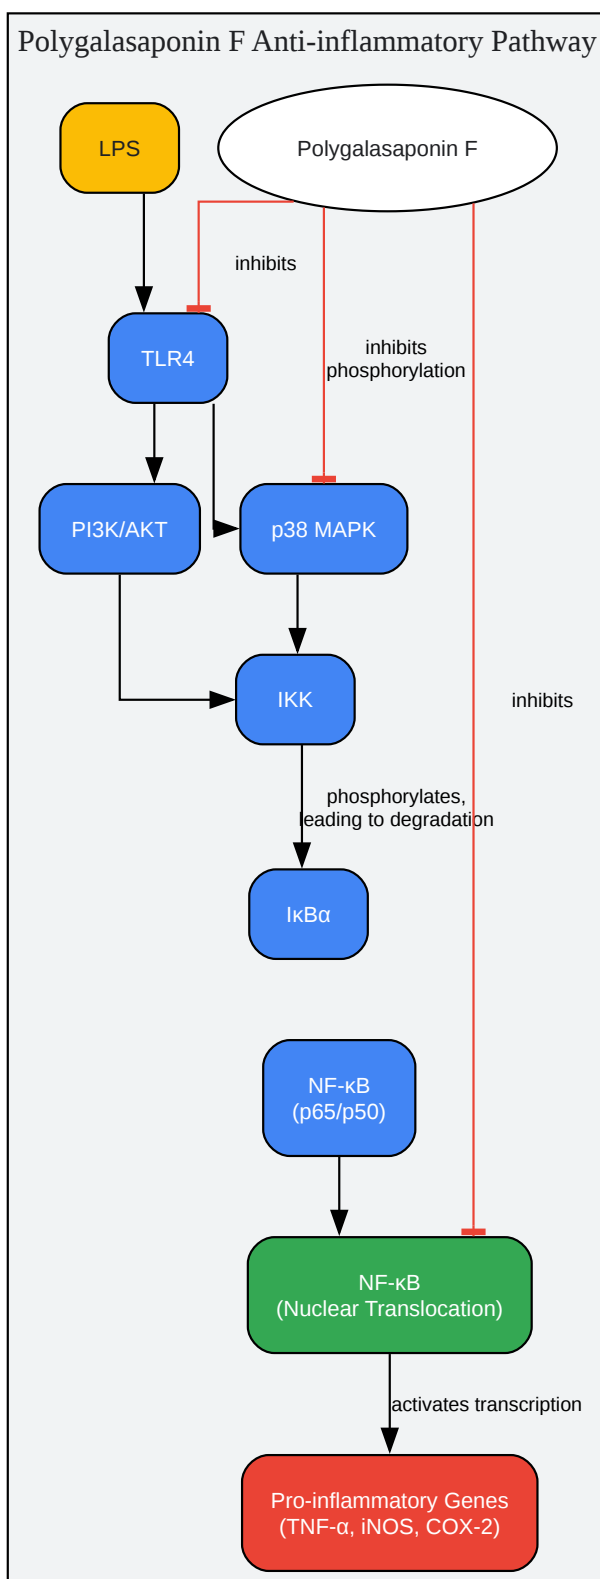 Polygalasaponin F Anti-inflammatory Pathway
LPS
Polygalasaponin F
inhibits
TLR4
inhibits
phosphorylation
PI3K/AKT
p38 MAPK
IKK
inhibits
phosphorylates,
leading to degradation
IκBα
NF-κB
(p65/p50)
NF-κB
(Nuclear Translocation)
activates transcription
Pro-inflammatory Genes
(TNF-α, iNOS, COX-2)